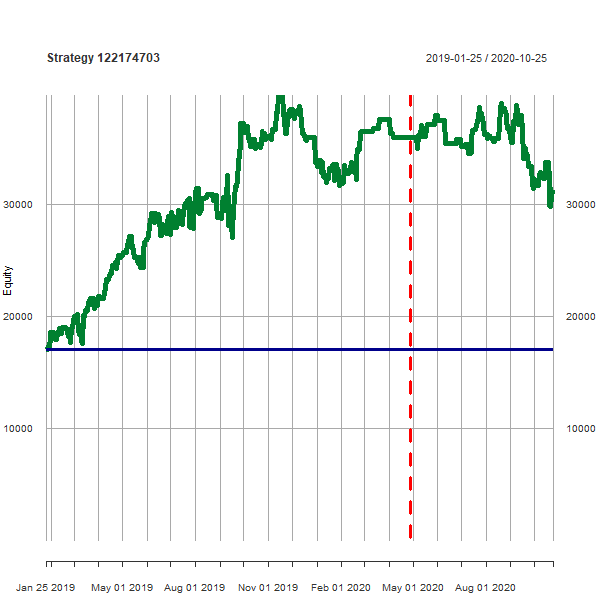 Strategy 122174703
2019-01-25 / 2020-10-25
30000
30000
Equity
20000
20000
10000
10000
Jan 25 2019
May 01 2019
Aug 01 2019
Nov 01 2019
Feb 01 2020
May 01 2020
Aug 01 2020